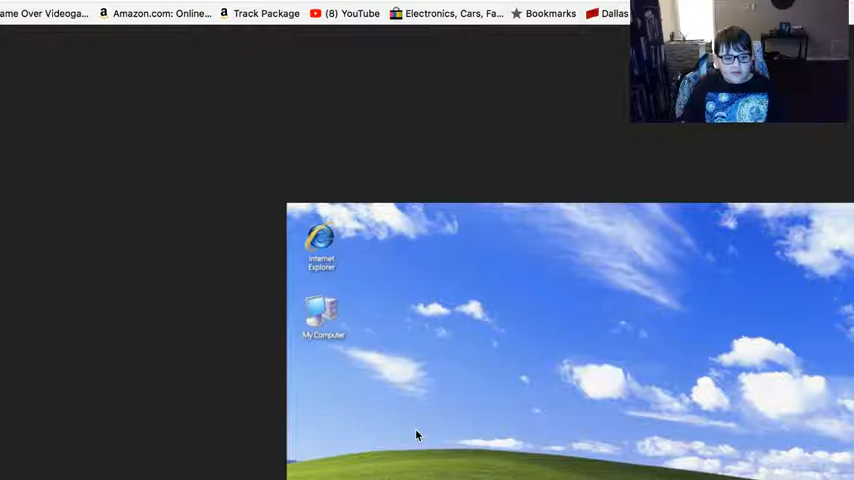 ame Over Videoga... Amazon.com: Online... Track Package (8) YouTube Electronics, Cars, Fa... Bookmarks Dallas
Internet
Explorer
My Computer